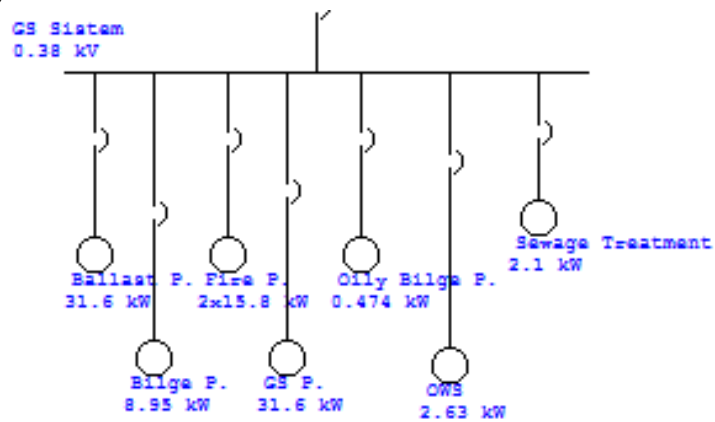 GS Sistem
0.38 kV
Ballast P.
31.6 kW
Fire P.
2x15.8 kW
Oily Bilge P.
0.474 kW
Sewage Treatment
2.1 kW
Bilge P.
8.95 kW
GS P.
31.6 kW
OWS
2.63 kW